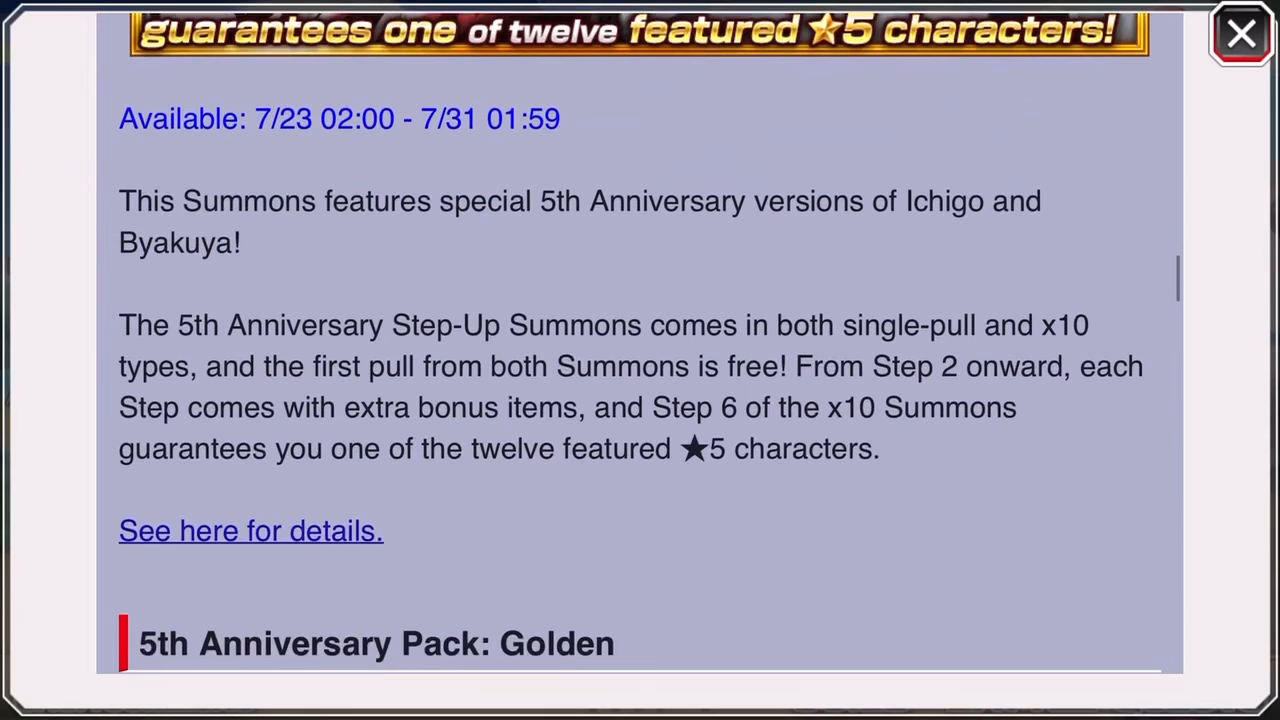 guarantees one of twelve featured ★5 characters!
Available: 7/23 02:00 - 7/31 01:59
This Summons features special 5th Anniversary versions of Ichigo and
Byakuya!
The 5th Anniversary Step-Up Summons comes in both single-pull and x10
types, and the first pull from both Summons is free! From Step 2 onward, each
Step comes with extra bonus items, and Step 6 of the x10 Summons
guarantees you one of the twelve featured ★5 characters.
See here for details.
5th Anniversary Pack: Golden